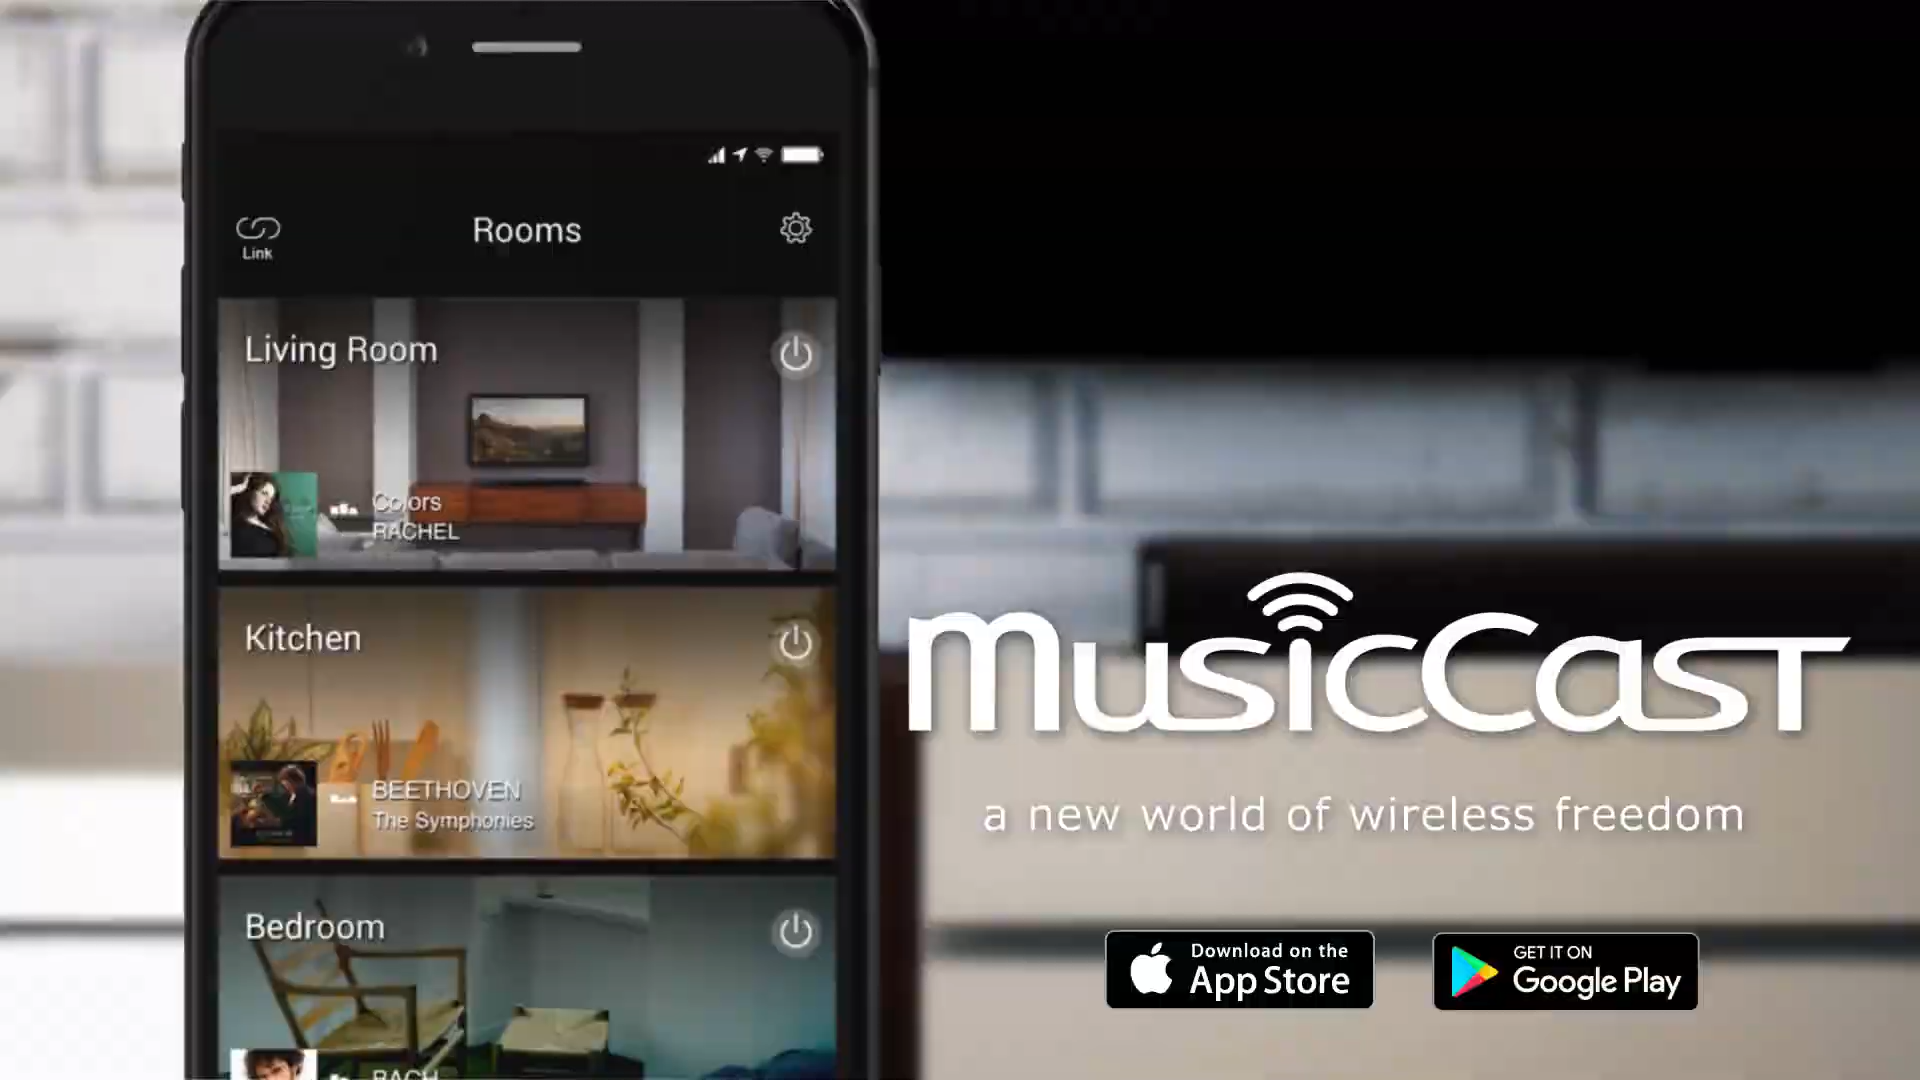 Link
Rooms
Living Room
Colors
RACHEL
Kitchen
BEETHOVEN
The Symphonies
Bedroom
BACH
MusicCast
a new world of wireless freedom
Download on the
App Store
GET IT ON
Google Play